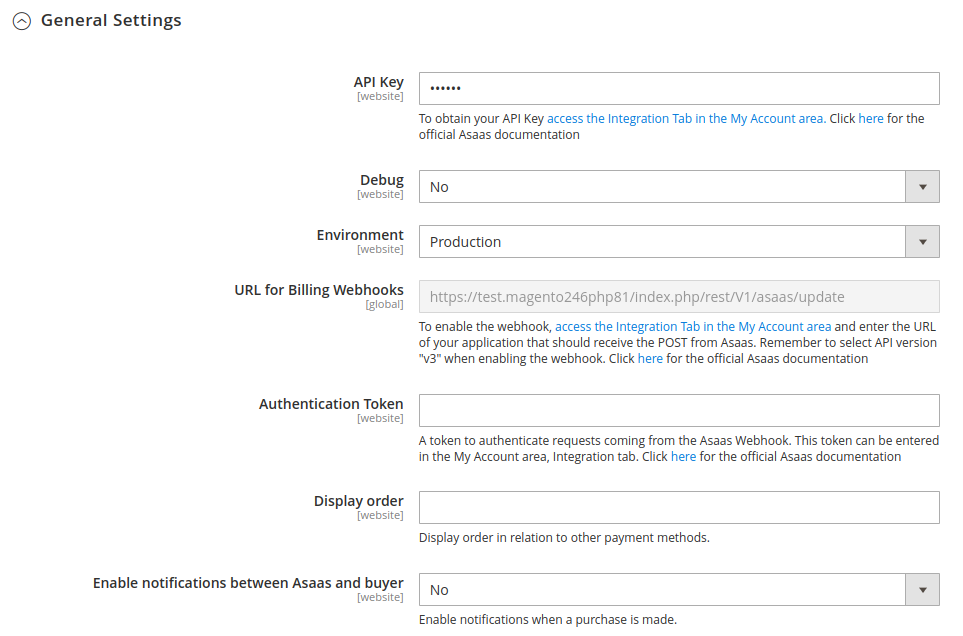 General Settings
API Key
[website]
••••••
To obtain your API Key access the Integration Tab in the My Account area. Click here for the
official Asaas documentation
Debug
[website]
No
Environment
[website]
Production
URL for Billing Webhooks
[global]
https://test.magento246php81/index.php/rest/V1/asaas/update
To enable the webhook, access the Integration Tab in the My Account area and enter the URL
of your application that should receive the POST from Asaas. Remember to select API version
"v3" when enabling the webhook. Click here for the official Asaas documentation
Authentication Token
[website]
A token to authenticate requests coming from the Asaas Webhook. This token can be entered
in the My Account area, Integration tab. Click here for the official Asaas documentation
Display order
[website]
Display order in relation to other payment methods.
Enable notifications between Asaas and buyer
[website]
No
Enable notifications when a purchase is made.